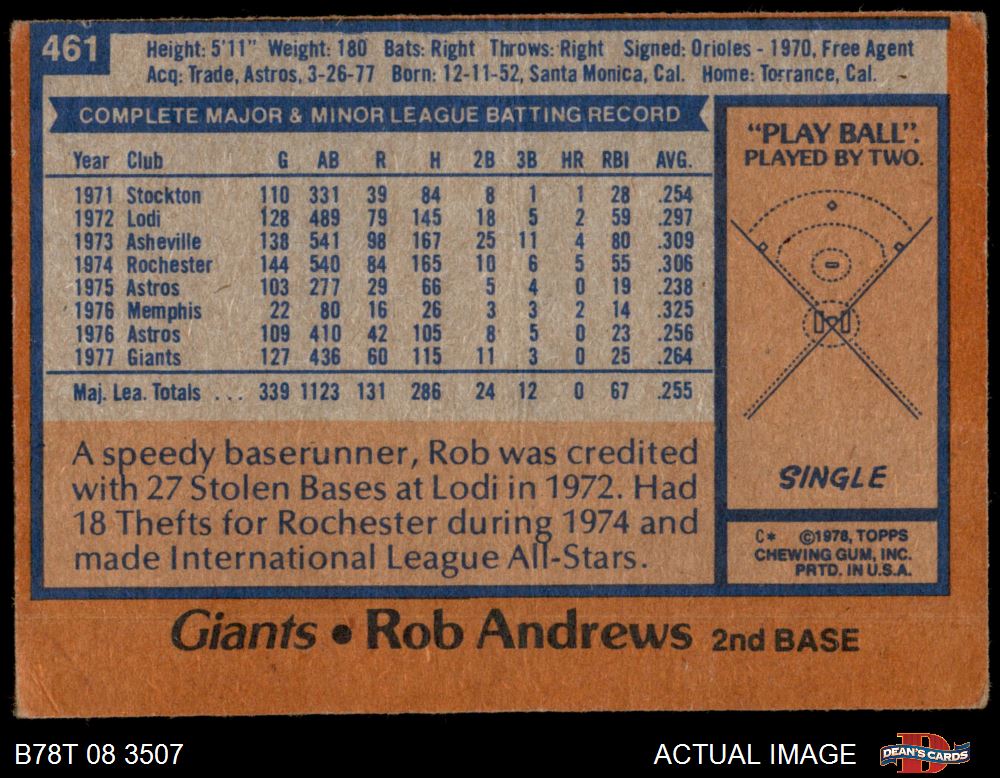 461
Height: 5'11" Weight: 180 Bats: Right Throws: Right Signed: Orioles - 1970, Free Agent
Acq: Trade, Astros, 3-26-77 Born: 12-11-52, Santa Monica, Cal. Home: Torrance, Cal.
COMPLETE MAJOR & MINOR LEAGUE BATTING RECORD
Year Club G AB R H 2B 3B HR RBI AVG.
1971 Stockton 110 331 39 84 8 1 1 28 .254
1972 Lodi 128 489 79 145 18 5 2 59 .297
1973 Asheville 138 541 98 167 25 11 4 80 .309
1974 Rochester 144 540 84 165 10 6 5 55 .306
1975 Astros 103 277 29 66 5 4 0 19 .238
1976 Memphis 22 80 16 26 3 3 2 14 .325
1976 Astros 109 410 42 105 8 5 0 23 .256
1977 Giants 127 436 60 115 11 3 0 25 .264
Maj. Lea. Totals ... 339 1123 131 286 24 12 0 67 .255
A speedy baserunner, Rob was credited
with 27 Stolen Bases at Lodi in 1972. Had
18 Thefts for Rochester during 1974 and
made International League All-Stars.
"PLAY BALL".
PLAYED BY TWO.
SINGLE
C* ©1978, TOPPS
CHEWING GUM, INC.
PRTD. IN U.S.A.
Giants • Rob Andrews 2nd BASE
B78T 08 3507
ACTUAL IMAGE
D
DEAN'S CARDS